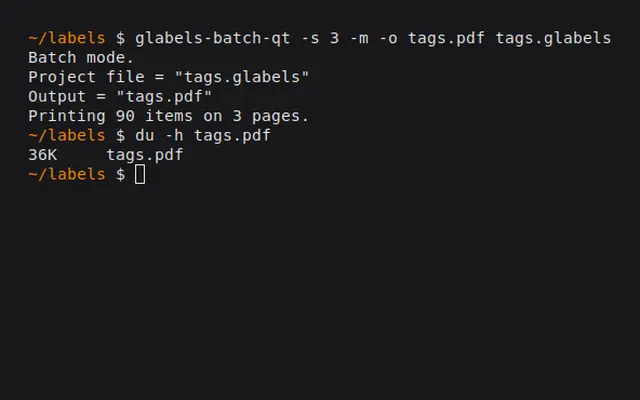 ~/labels $ glabels-batch-qt -s 3 -m -o tags.pdf tags.glabels
Batch mode.
Project file = "tags.glabels"
Output = "tags.pdf"
Printing 90 items on 3 pages.
~/labels $ du -h tags.pdf
36K     tags.pdf
~/labels $